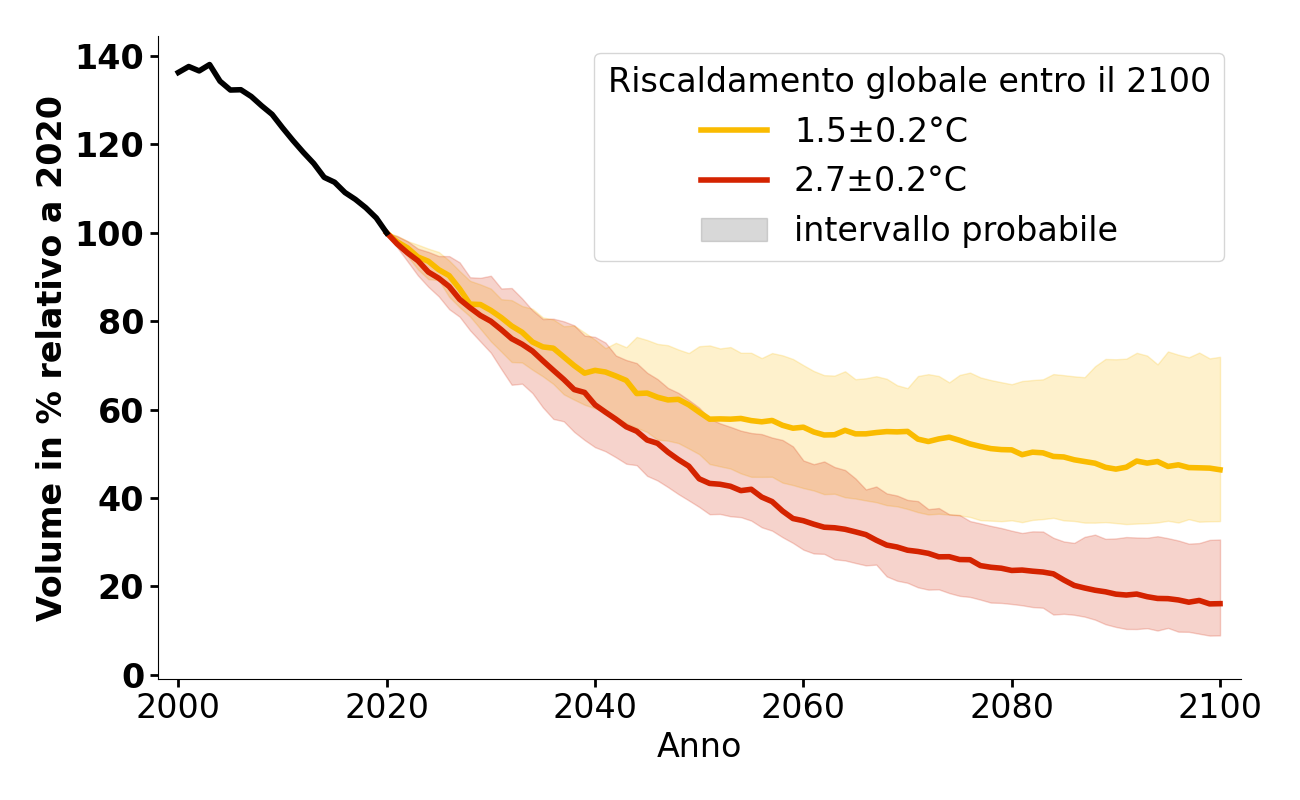 Volume in % relativo a 2020
140
120
100
80
60
40
20
0
Riscaldamento globale entro il 2100
1.5±0.2°C
2.7±0.2°C
intervallo probabile
2000 2020 2040 2060 2080 2100
Anno